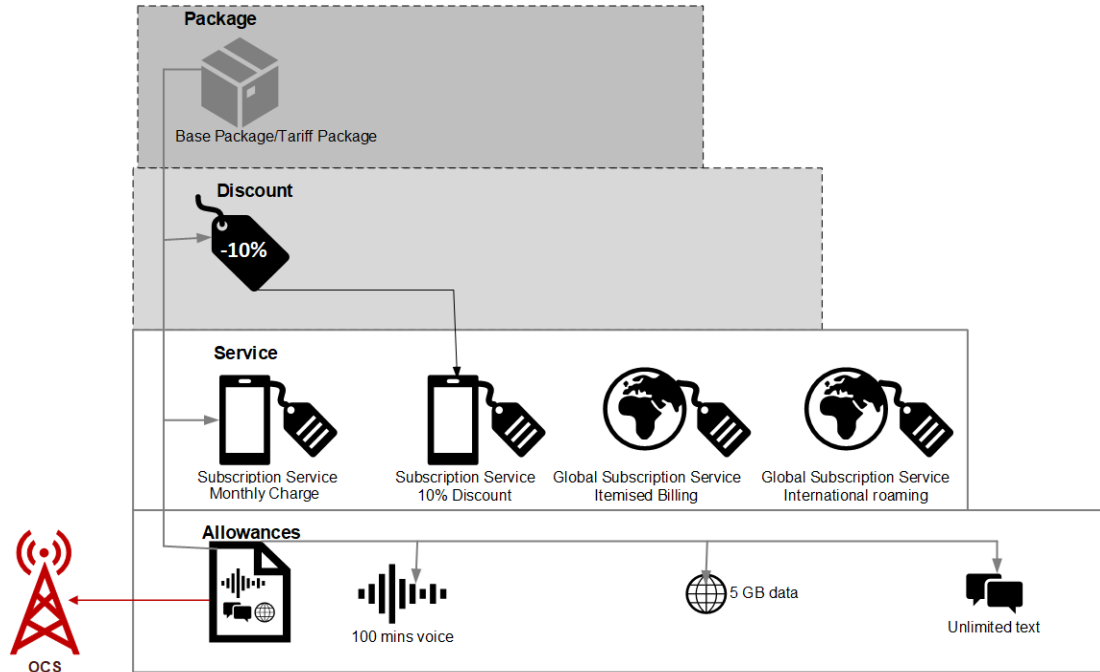 Package
Base Package/Tariff Package
Discount
-10%
Service
Subscription Service
Monthly Charge
Subscription Service
10% Discount
Global Subscription Service
Itemised Billing
Global Subscription Service
International roaming
Allowances
100 mins voice
5 GB data
Unlimited text
OCS